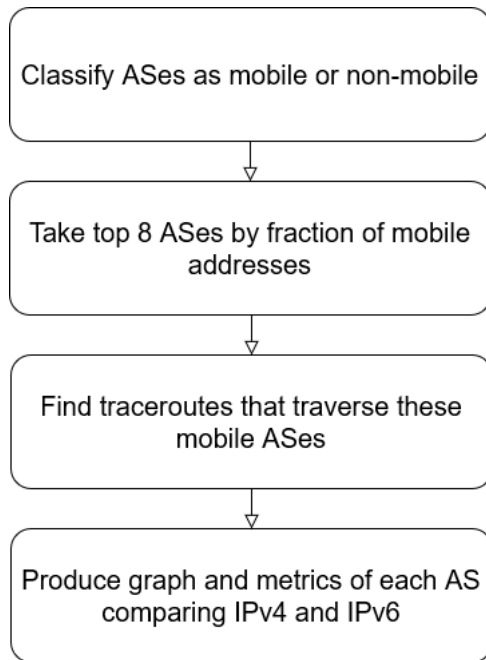 Classify ASes as mobile or non-mobile
Take top 8 ASes by fraction of mobile
addresses
Find traceroutes that traverse these
mobile ASes
Produce graph and metrics of each AS
comparing IPv4 and IPv6